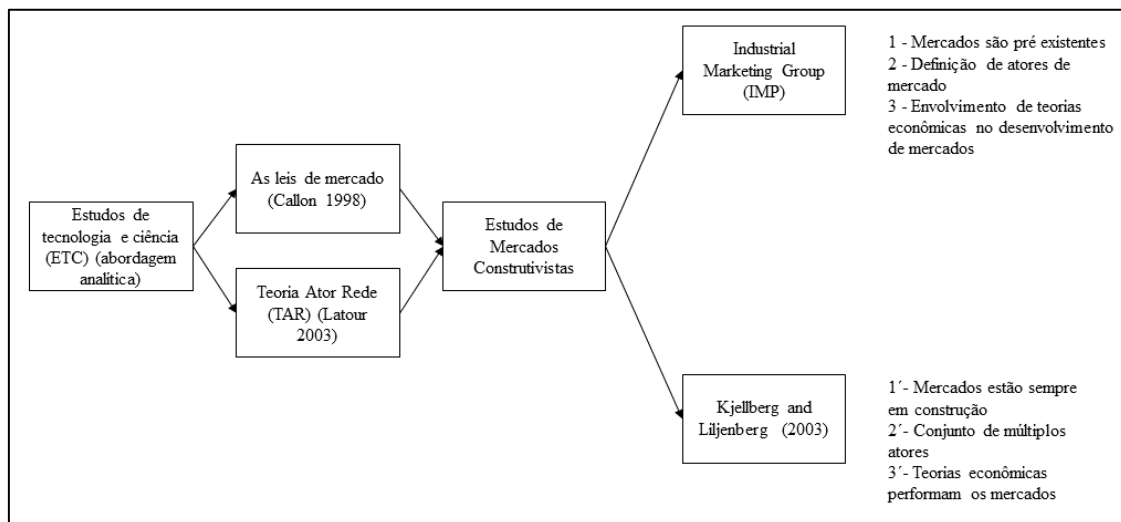 Estudos de
tecnologia e ciência
(ETC) (abordagem
analítica)
As leis de mercado
(Callon 1998)
Teoria Ator Rede
(TAR) (Latour
2003)
Estudos de
Mercados
Construtivistas
Industrial
Marketing Group
(IMP)
1 - Mercados são pré existentes
2 - Definição de atores de
mercado
3 - Envolvimento de teorias
econômicas no desenvolvimento
de mercados
Kjellberg and
Liljenberg (2003)
1´- Mercados estão sempre
em construção
2´- Conjunto de múltiplos
atores
3´- Teorias econômicas
performam os mercados